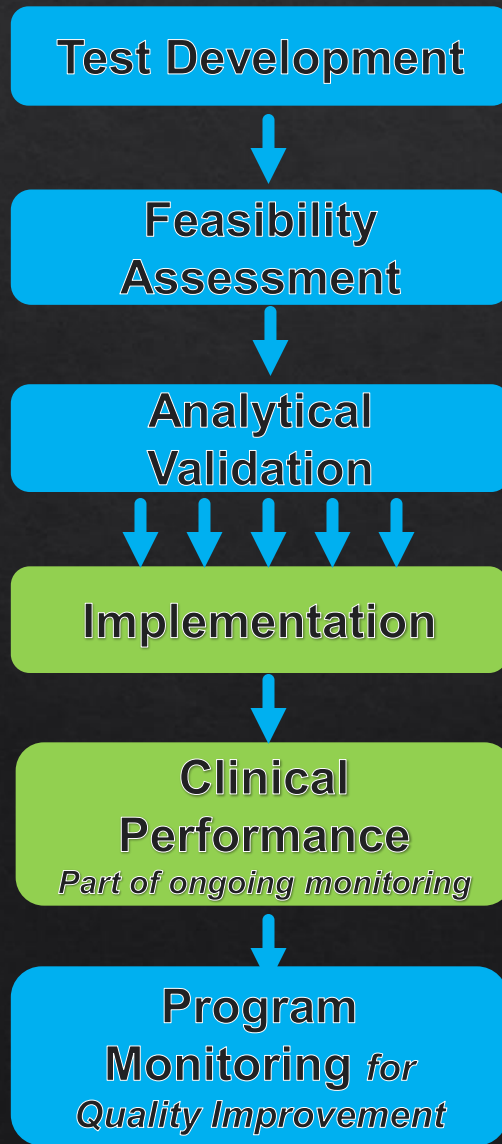 Test Development
Feasibility
Assessment
Analytical
Validation
Implementation
Clinical
Performance
Part of ongoing monitoring
Program
Monitoring for
Quality Improvement